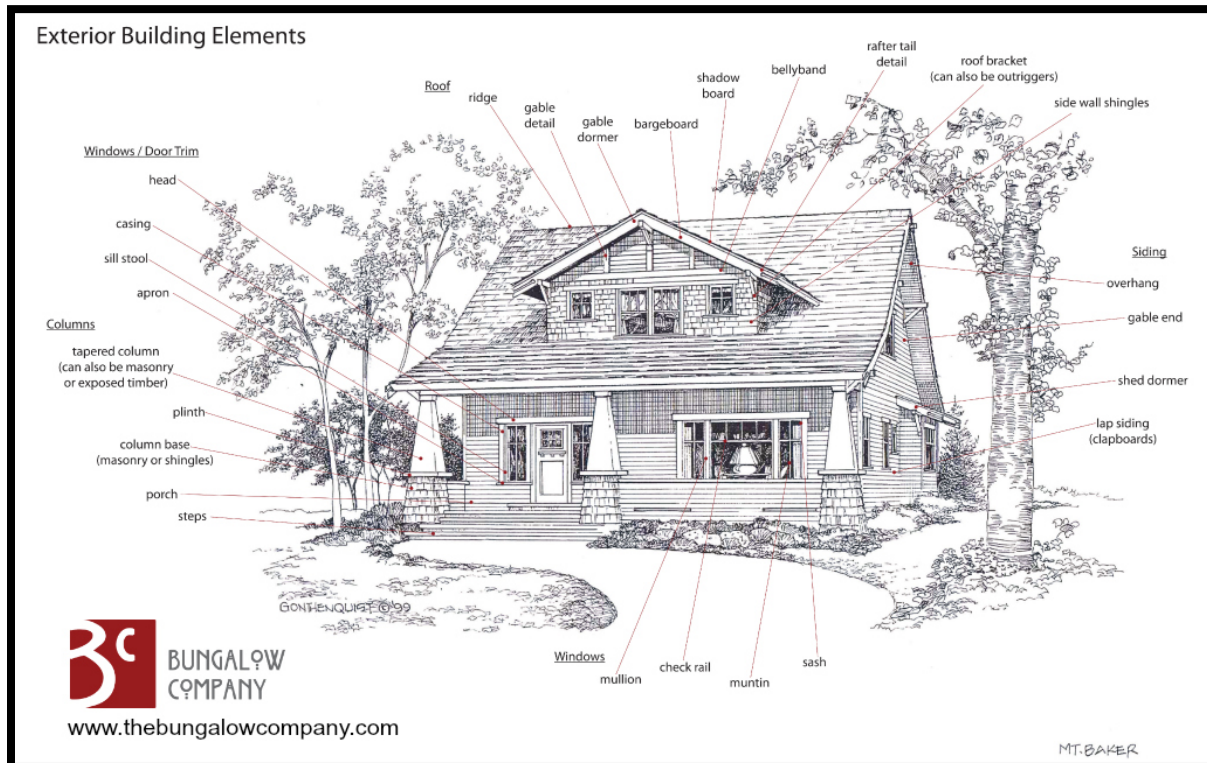 Exterior Building Elements
Roof
ridge
gable
detail
gable
dormer
bargeboard
shadow
board
bellyband
rafter tail
detail
roof bracket
(can also be outriggers)
side wall shingles
Windows / Door Trim
head
casing
sill stool
apron
Columns
tapered column
(can also be masonry
or exposed timber)
plinth
column base
(masonry or shingles)
porch
steps
Siding
overhang
gable end
shed dormer
lap siding
(clapboards)
Windows
mullion
check rail
muntin
sash
GONTHENQUIST © '99
BC
BUNGALOW
COMPANY
www.thebungalowcompany.com
MT. BAKER